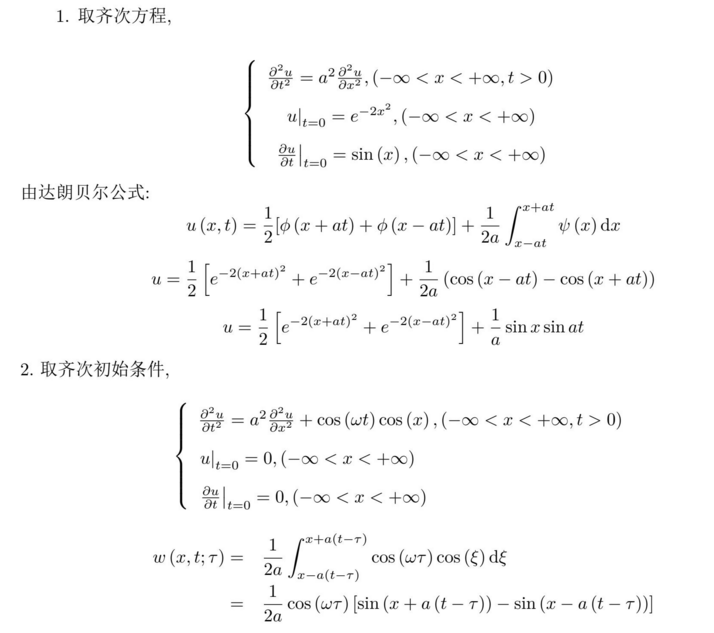 1. 取齐次方程,
∂²u/∂t² = a² ∂²u/∂x², (−∞ < x < +∞, t > 0)
u|ₜ₌₀ = e^{−2x²}, (−∞ < x < +∞)
∂u/∂t|ₜ₌₀ = sin (x), (−∞ < x < +∞)
由达朗贝尔公式:
u (x, t) = 1/2 [ϕ (x + at) + ϕ (x − at)] + 1/2a ∫_{x−at}^{x+at} ψ (x) dx
u = 1/2 [e^{−2(x+at)²} + e^{−2(x−at)²}] + 1/2a (cos (x − at) − cos (x + at))
u = 1/2 [e^{−2(x+at)²} + e^{−2(x−at)²}] + 1/a sin x sin at
2. 取齐次初始条件,
∂²u/∂t² = a² ∂²u/∂x² + cos (ωt) cos (x), (−∞ < x < +∞, t > 0)
u|ₜ₌₀ = 0, (−∞ < x < +∞)
∂u/∂t|ₜ₌₀ = 0, (−∞ < x < +∞)
w (x, t; τ) = 1/2a ∫_{x−a(t−τ)}^{x+a(t−τ)} cos (ωτ) cos (ξ) dξ
= 1/2a cos (ωτ) [sin (x + a (t − τ)) − sin (x − a (t − τ))]